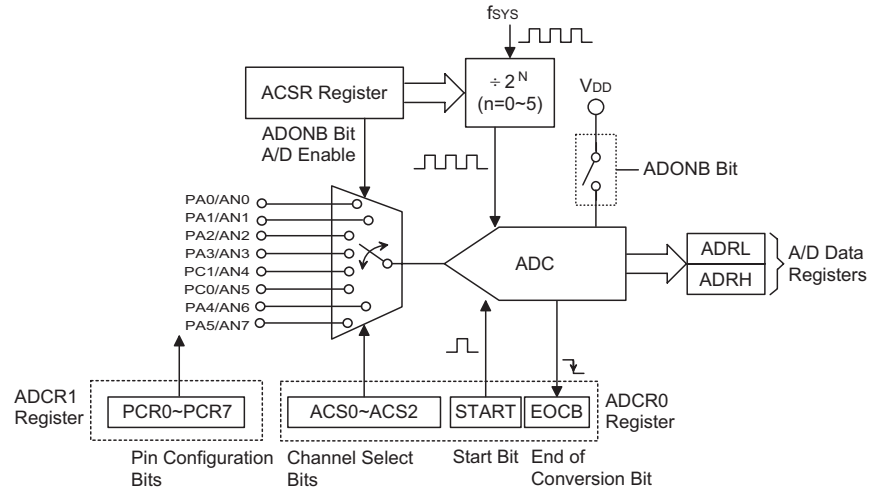 fSYS
ACSR Register
÷ 2 N
(n=0~5)
VDD
ADONB Bit
A/D Enable
ADONB Bit
PA0/AN0
PA1/AN1
PA2/AN2
PA3/AN3
PC1/AN4
PC0/AN5
PA4/AN6
PA5/AN7
ADC
ADRL
ADRH
A/D Data
Registers
ADCR1
Register
PCR0~PCR7
ACS0~ACS2
START
EOCB
ADCR0
Register
Pin Configuration
Bits
Channel Select
Bits
Start Bit
End of
Conversion Bit